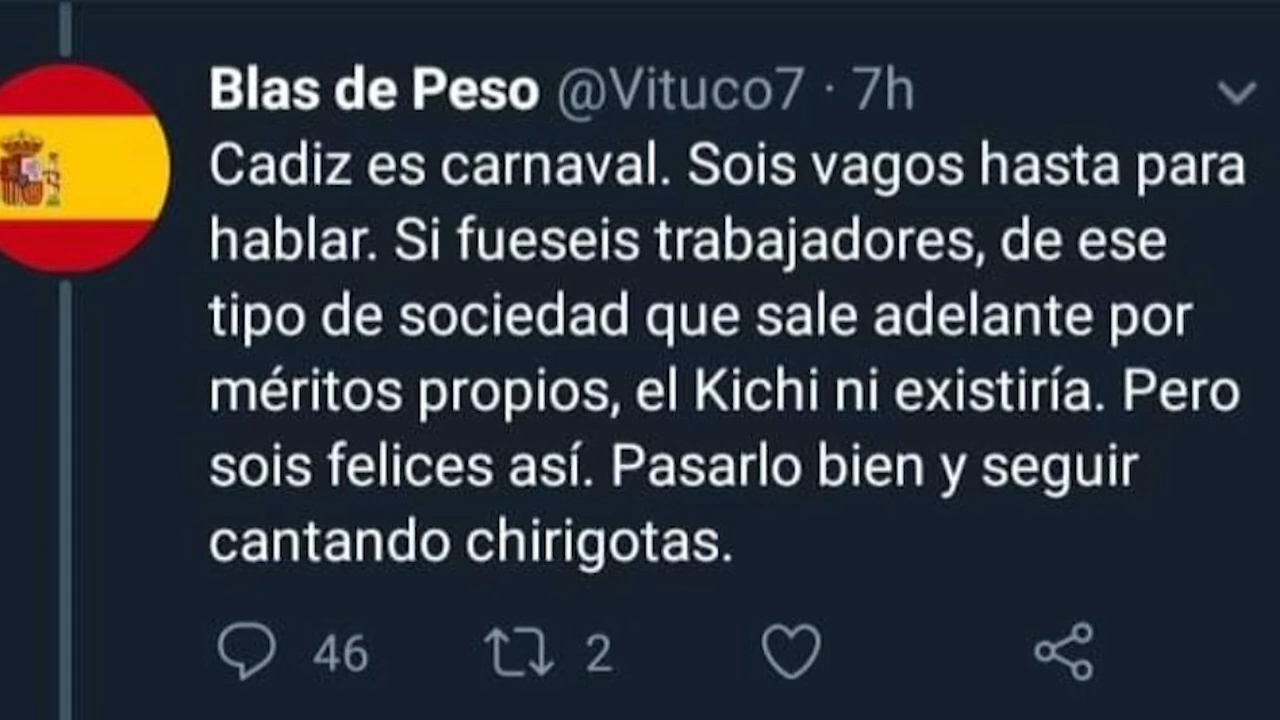 Blas de Peso @Vituco7 · 7h
Cadiz es carnaval. Sois vagos hasta para
hablar. Si fueseis trabajadores, de ese
tipo de sociedad que sale adelante por
méritos propios, el Kichi ni existiría. Pero
sois felices así. Pasarlo bien y seguir
cantando chirigotas.
46 2